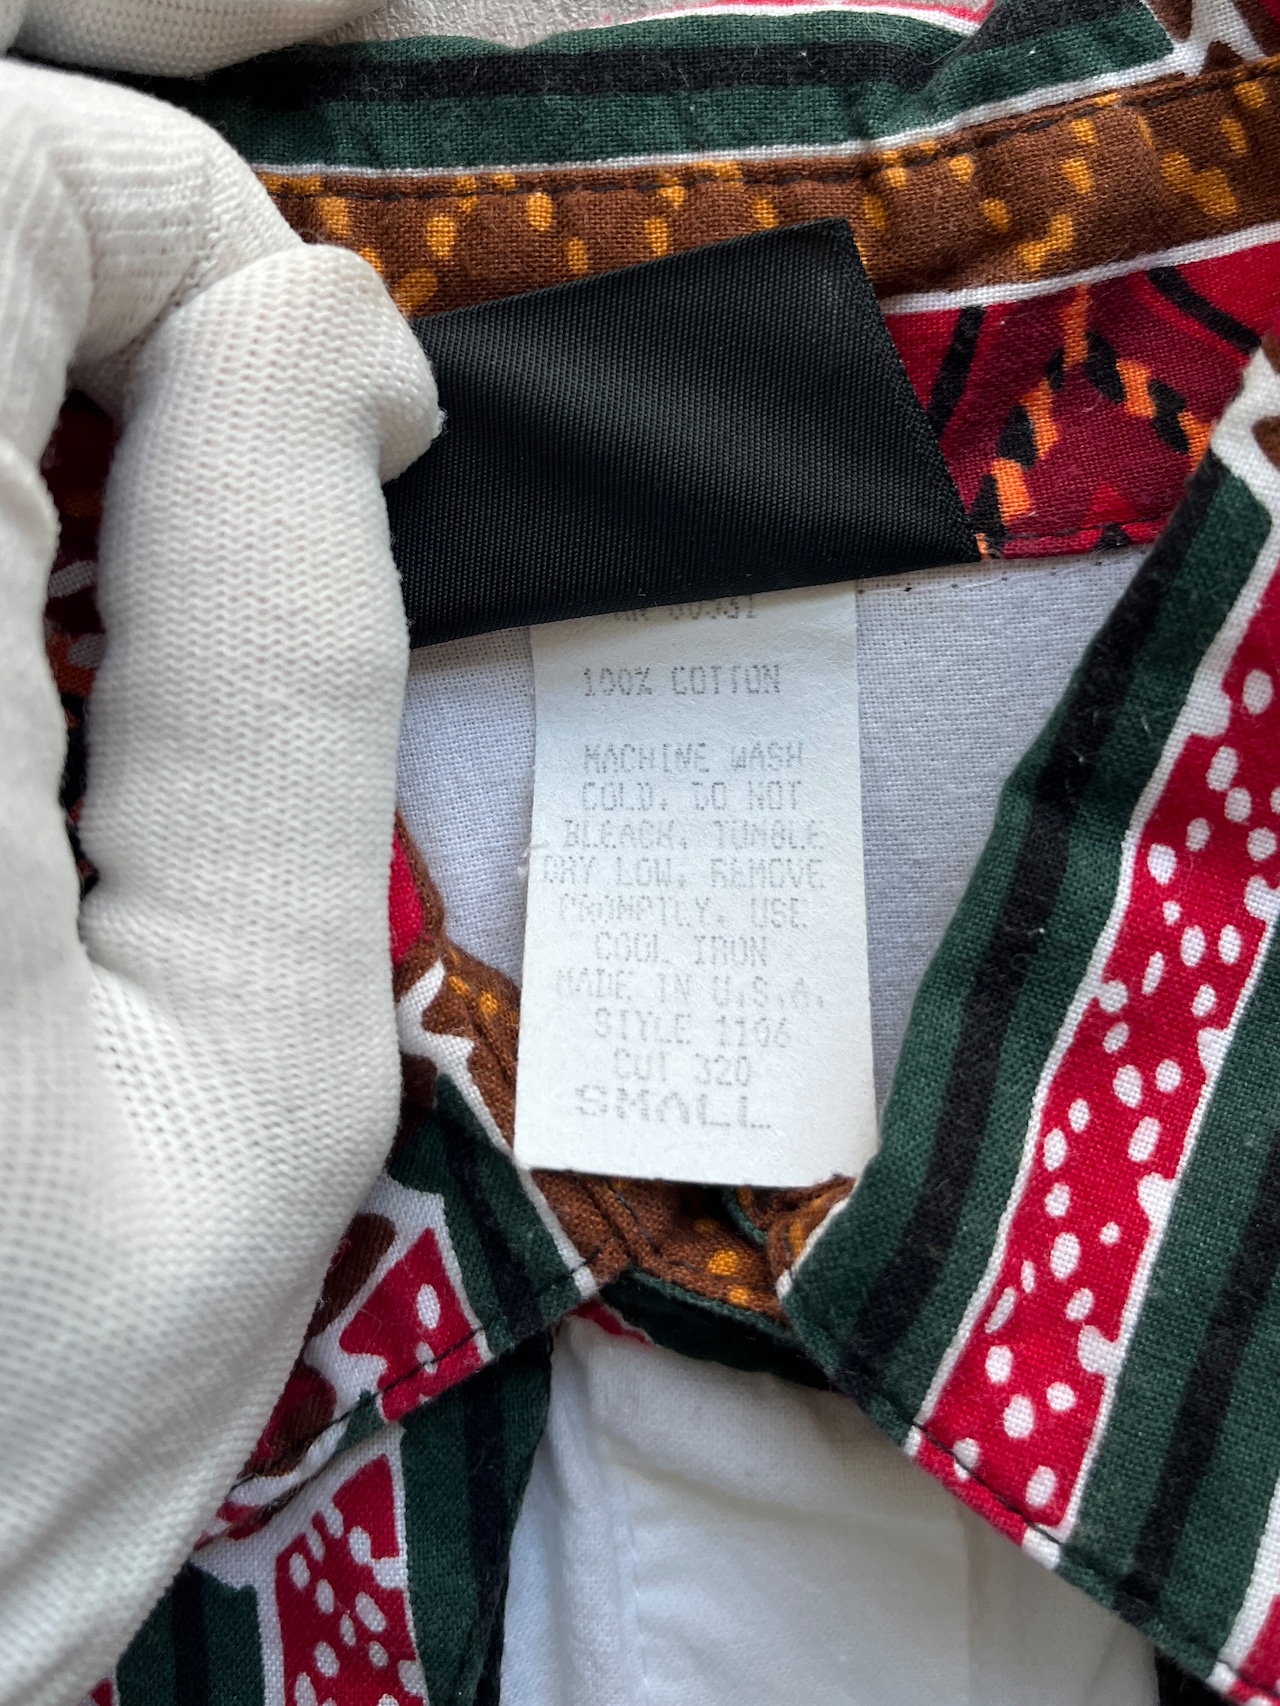 100% COTTON
MACHINE WASH
COLD. DO NOT
BLEACH. TUMBLE
DRY LOW. REMOVE
PROMPTLY. USE
COOL IRON
MADE IN U.S.A.
STYLE 1106
CUT 320
SMALL